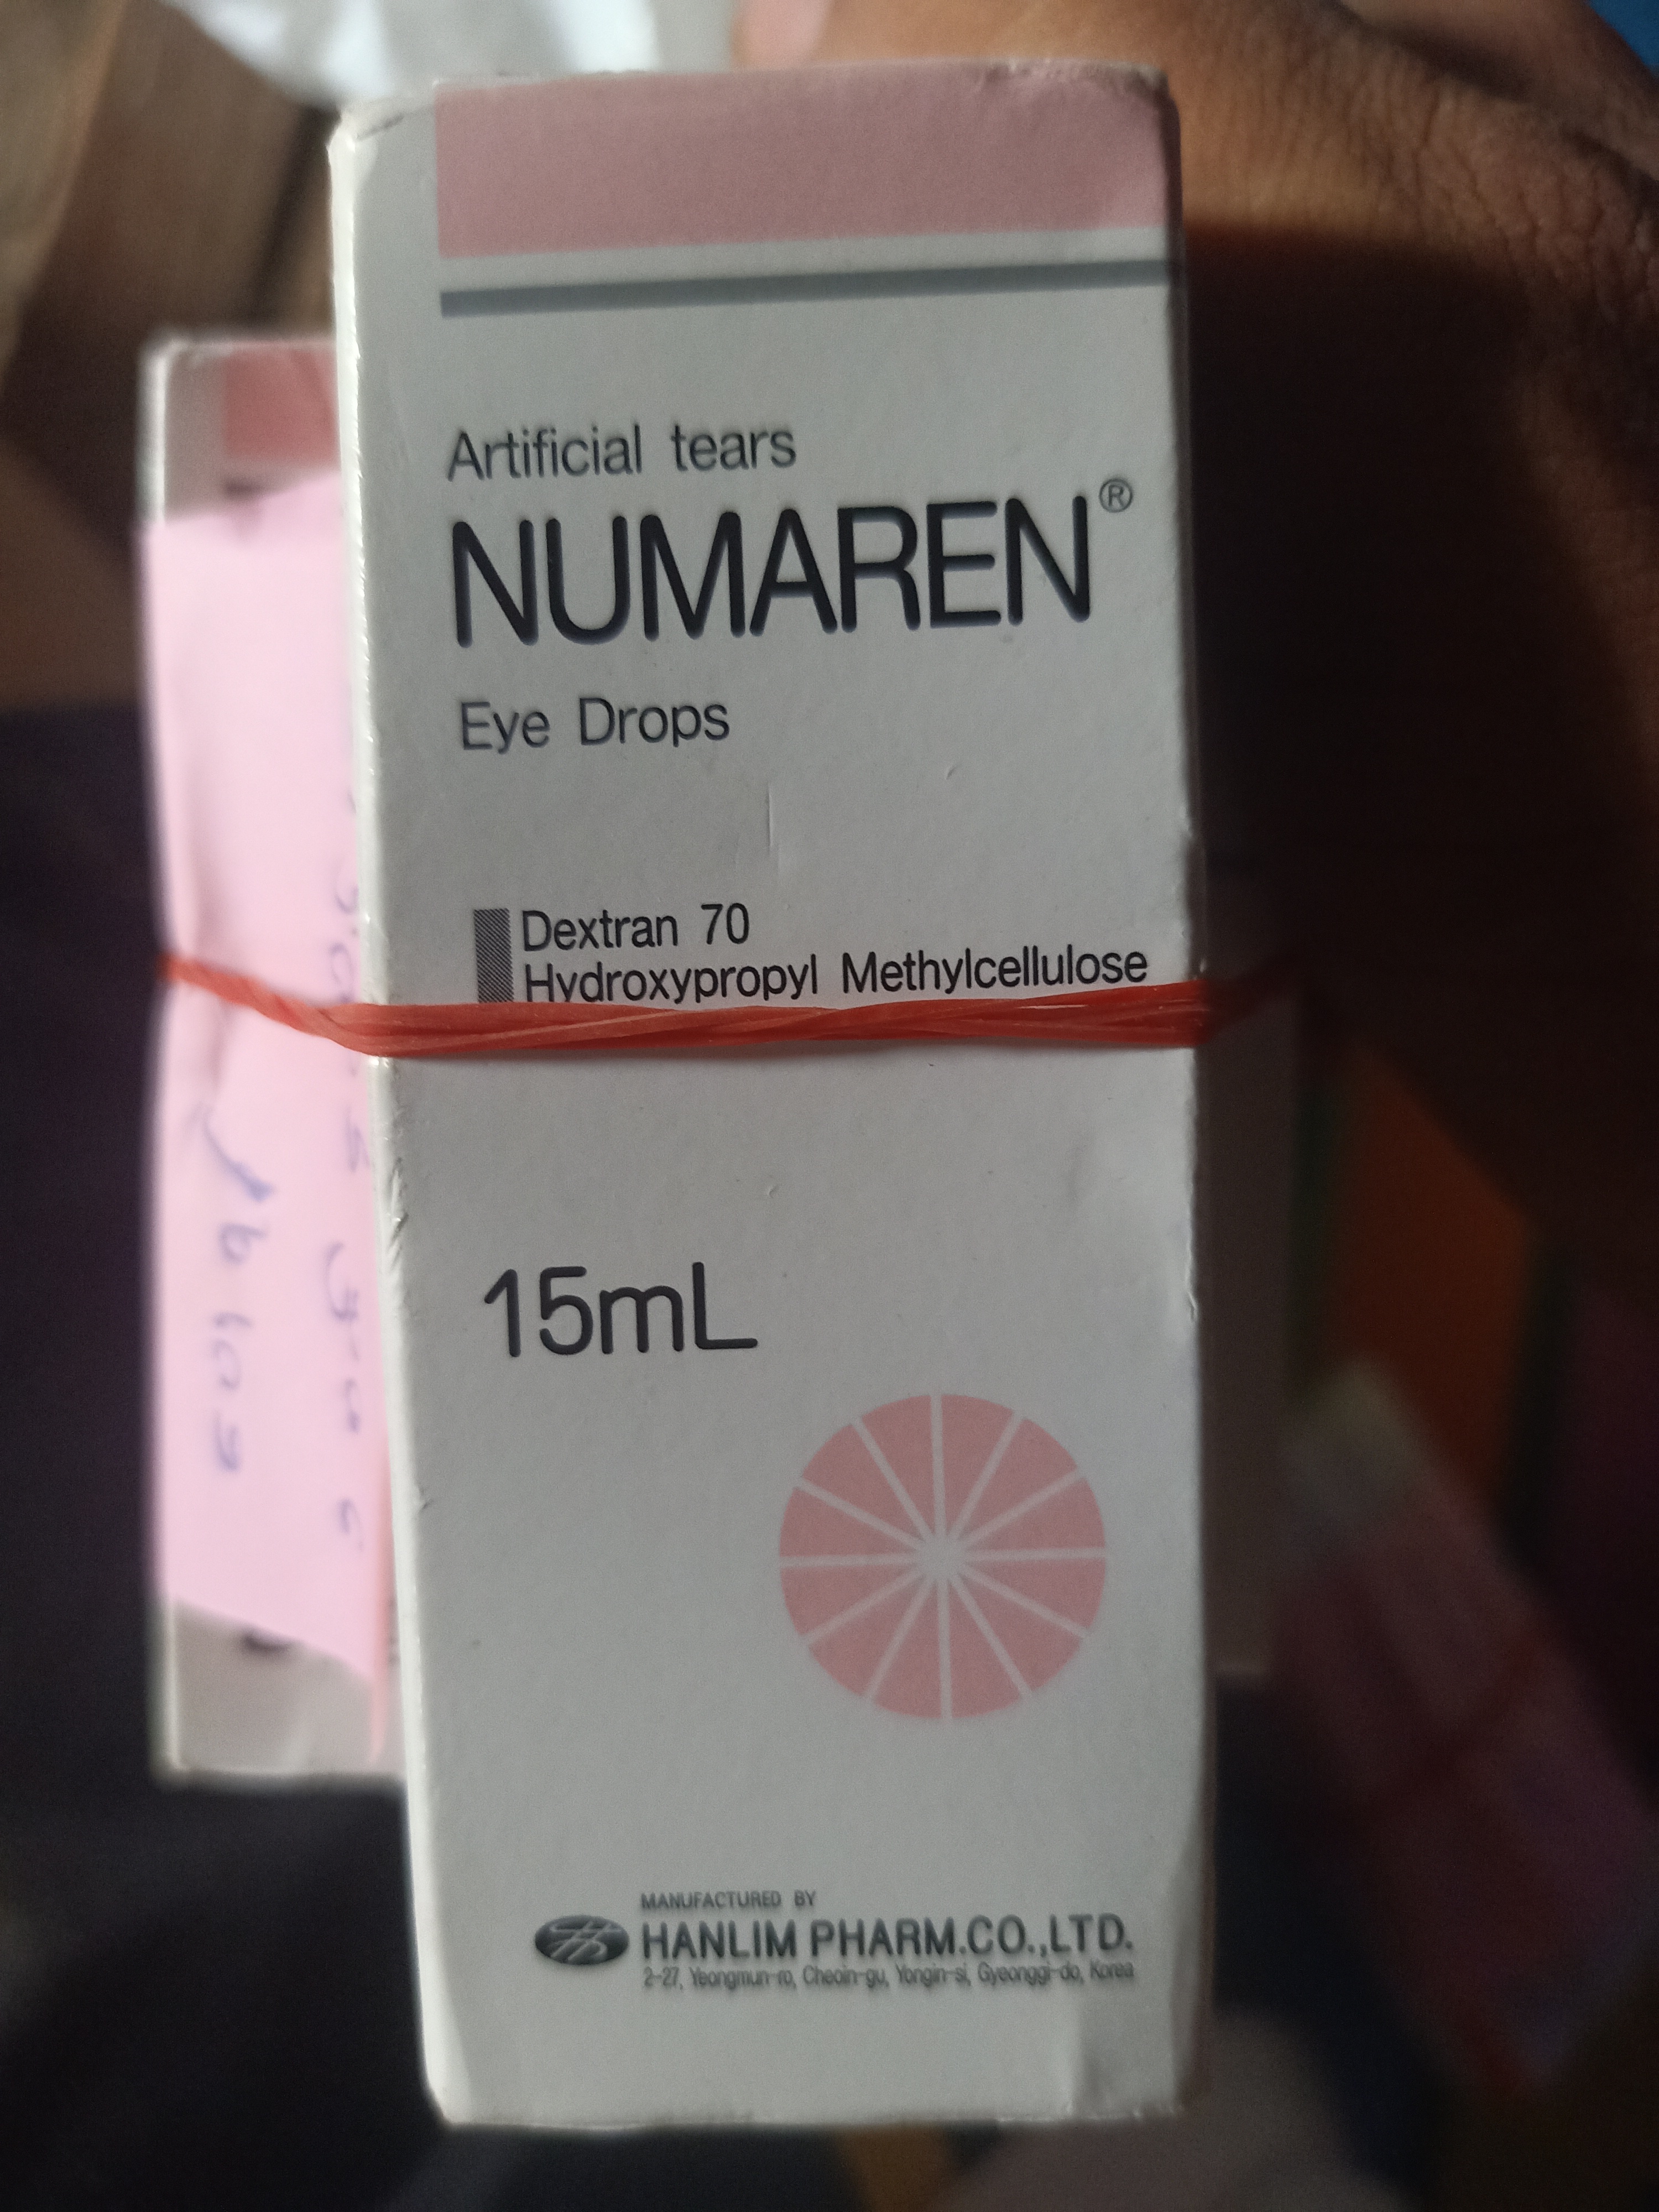 Artificial tears
NUMAREN®
Eye Drops
Dextran 70
Hydroxypropyl Methylcellulose
15mL
MANUFACTURED BY
HANLIM PHARM.CO.,LTD.
2-27, Yeongmun-ro, Cheoin-gu, Yongin-si, Gyeonggi-do, Korea